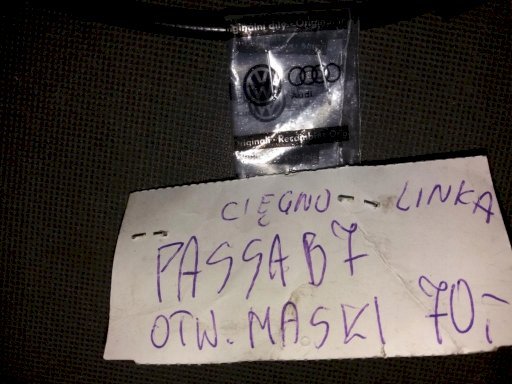 Audi
CIĘGNO - - LINKA
PASSA B7
OTW. MASKI 70,-